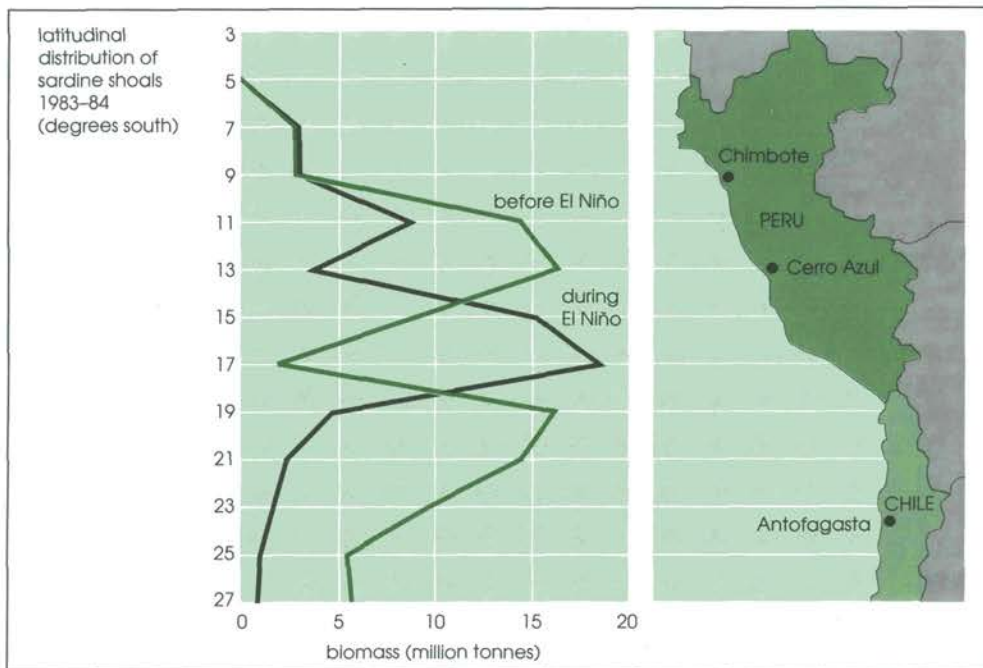 latitudinal
distribution of
sardine shoals
1983–84
(degrees south)
3
5
7
9
11
13
15
17
19
21
23
25
27
before El Niño
during
El Niño
0 5 10 15 20
biomass (million tonnes)
Chimbote
PERU
Cerro Azul
CHILE
Antofagasta